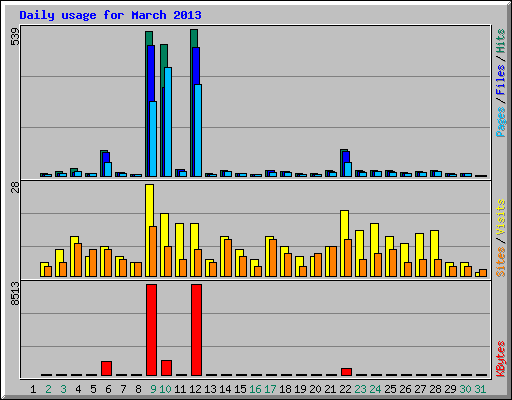 Daily usage for March 2013
539
Pages / Files / Hits
28
Sites / Visits
8513
KBytes
1 2 3 4 5 6 7 8 9 10 11 12 13 14 15 16 17 18 19 20 21 22 23 24 25 26 27 28 29 30 31